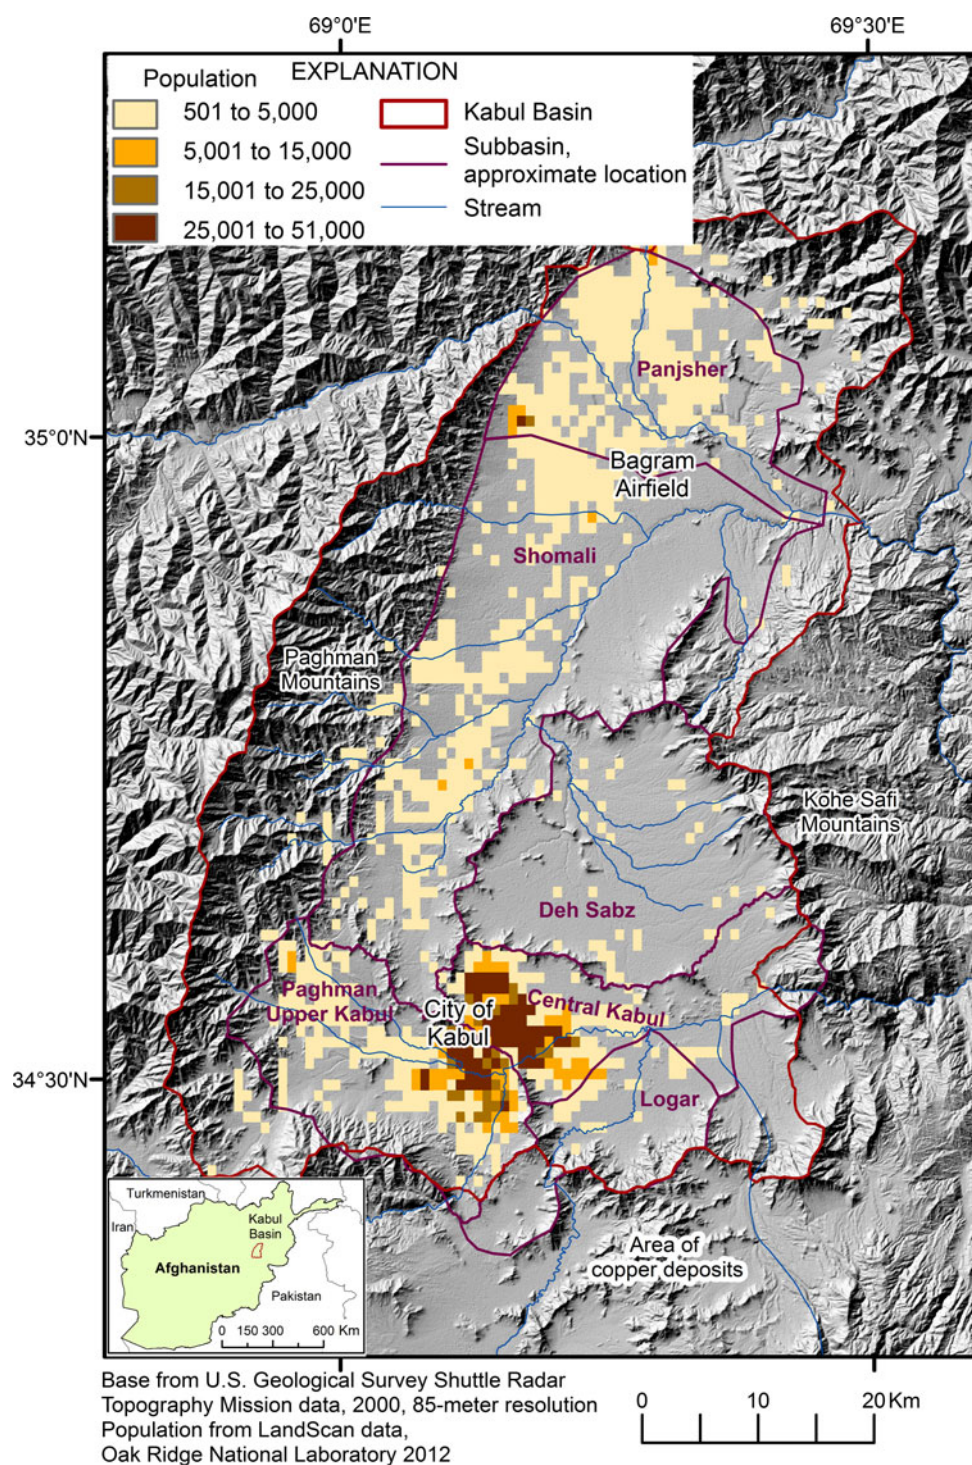 69°0'E
69°30'E
EXPLANATION
Population
501 to 5,000
5,001 to 15,000
15,001 to 25,000
25,001 to 51,000
Kabul Basin
Subbasin,
approximate location
Stream
Panjsher
35°0'N
Bagram
Airfield
Shomali
Paghman
Mountains
Kohe Safi
Mountains
Deh Sabz
Paghman
Upper Kabul
City of
Kabul
Central Kabul
34°30'N
Logar
Area of
copper deposits
Turkmenistan
Iran
Kabul
Basin
Afghanistan
Pakistan
0 150 300 600 Km
Base from U.S. Geological Survey Shuttle Radar
Topography Mission data, 2000, 85-meter resolution
Population from LandScan data,
Oak Ridge National Laboratory 2012
0 10 20 Km